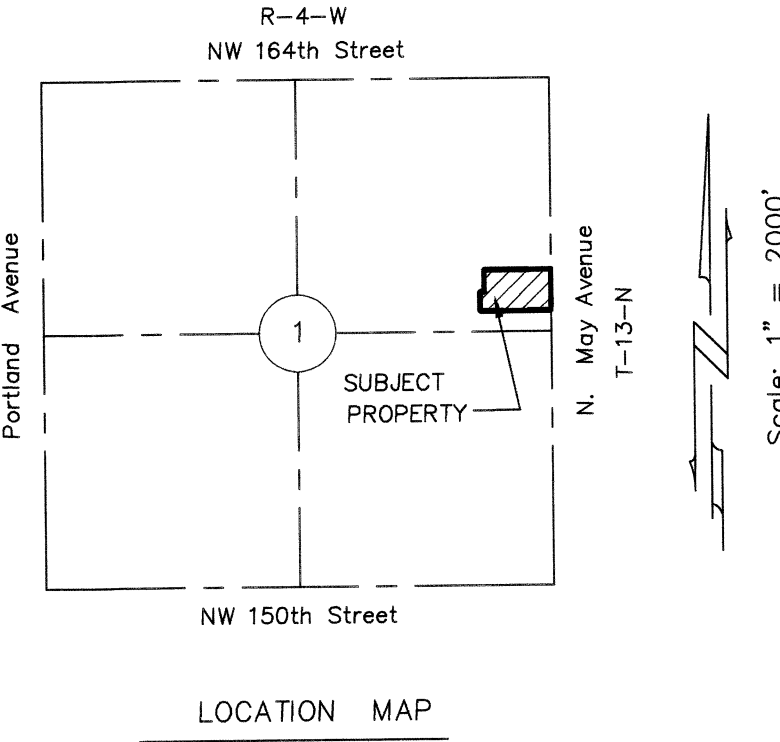 R-4-W
NW 164th Street
Portland Avenue
1
SUBJECT
PROPERTY
N. May Avenue
T-13-N
Scale: 1" = 2000'
NW 150th Street
LOCATION MAP